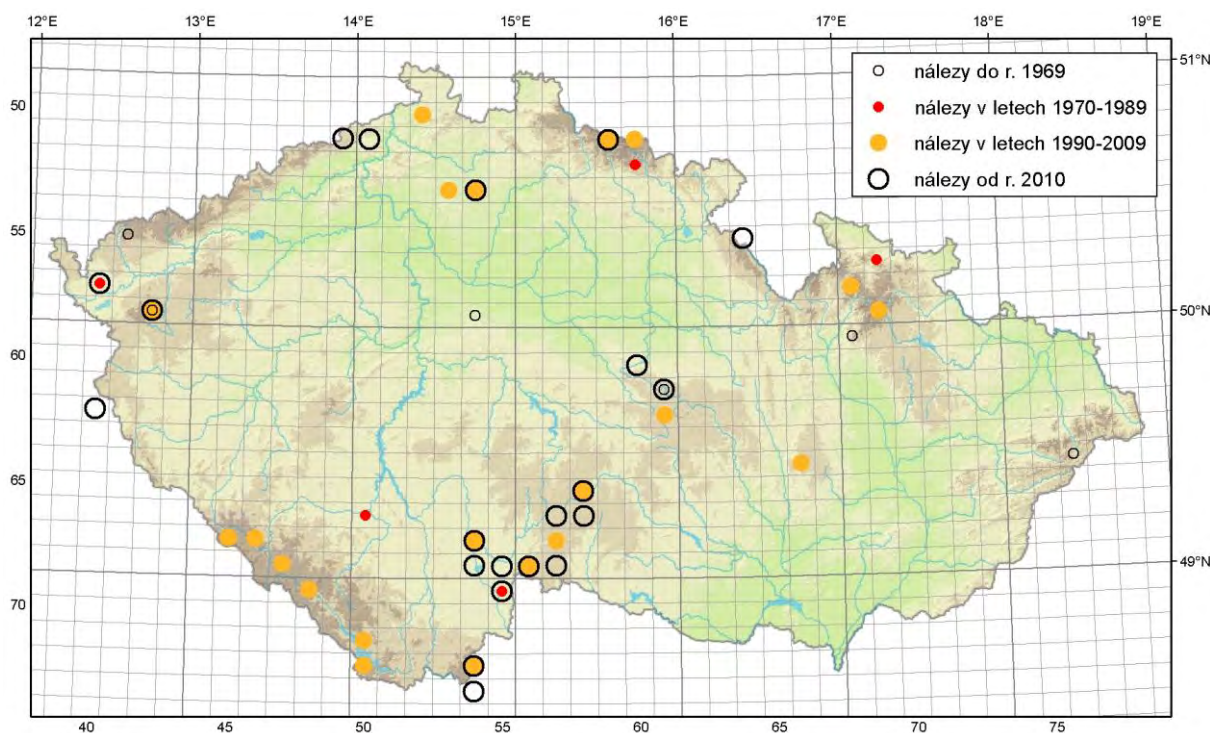 12°E 13°E 14°E 15°E 16°E 17°E 18°E 19°E
nálezy do r. 1969
nálezy v letech 1970-1989
nálezy v letech 1990-2009
nálezy od r. 2010
51°N
50
55
50°N
60
65
49°N
70
40 45 50 55 60 65 70 75